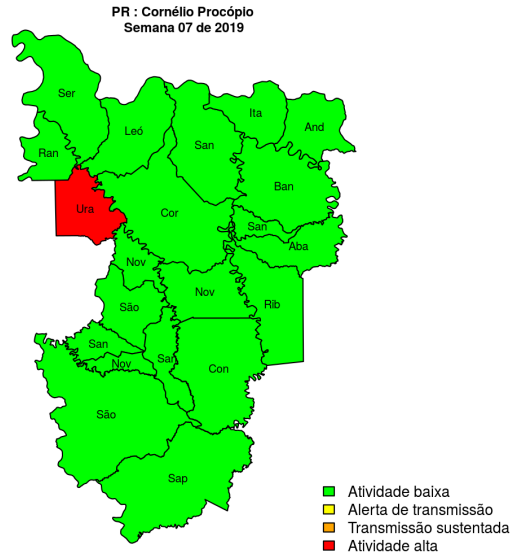 PR : Cornélio Procópio
Semana 07 de 2019
Ser
Ita
Leó
And
San
Ran
Ban
Ura
Cor
San
Aba
Nov
Nov
Rib
São
San
San
Nov
Con
São
Sap
Atividade baixa
Alerta de transmissão
Transmissão sustentada
Atividade alta